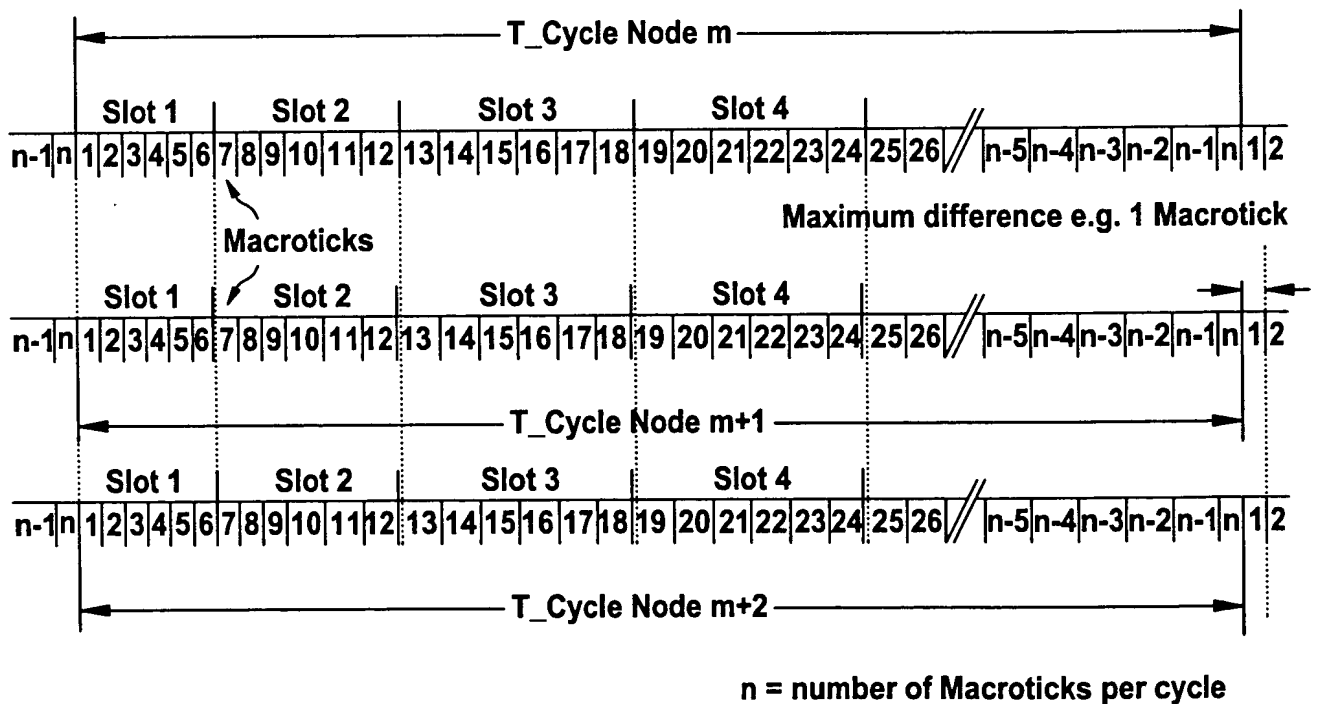 T_Cycle Node m
Slot 1 Slot 2 Slot 3 Slot 4
n-1 n 1 2 3 4 5 6 7 8 9 10 11 12 13 14 15 16 17 18 19 20 21 22 23 24 25 26 n-5 n-4 n-3 n-2 n-1 n 1 2
Maximum difference e.g. 1 Macrotick
Macroticks
Slot 1 Slot 2 Slot 3 Slot 4
n-1 n 1 2 3 4 5 6 7 8 9 10 11 12 13 14 15 16 17 18 19 20 21 22 23 24 25 26 n-5 n-4 n-3 n-2 n-1 n 1 2
T_Cycle Node m+1
Slot 1 Slot 2 Slot 3 Slot 4
n-1 n 1 2 3 4 5 6 7 8 9 10 11 12 13 14 15 16 17 18 19 20 21 22 23 24 25 26 n-5 n-4 n-3 n-2 n-1 n 1 2
T_Cycle Node m+2
n = number of Macroticks per cycle